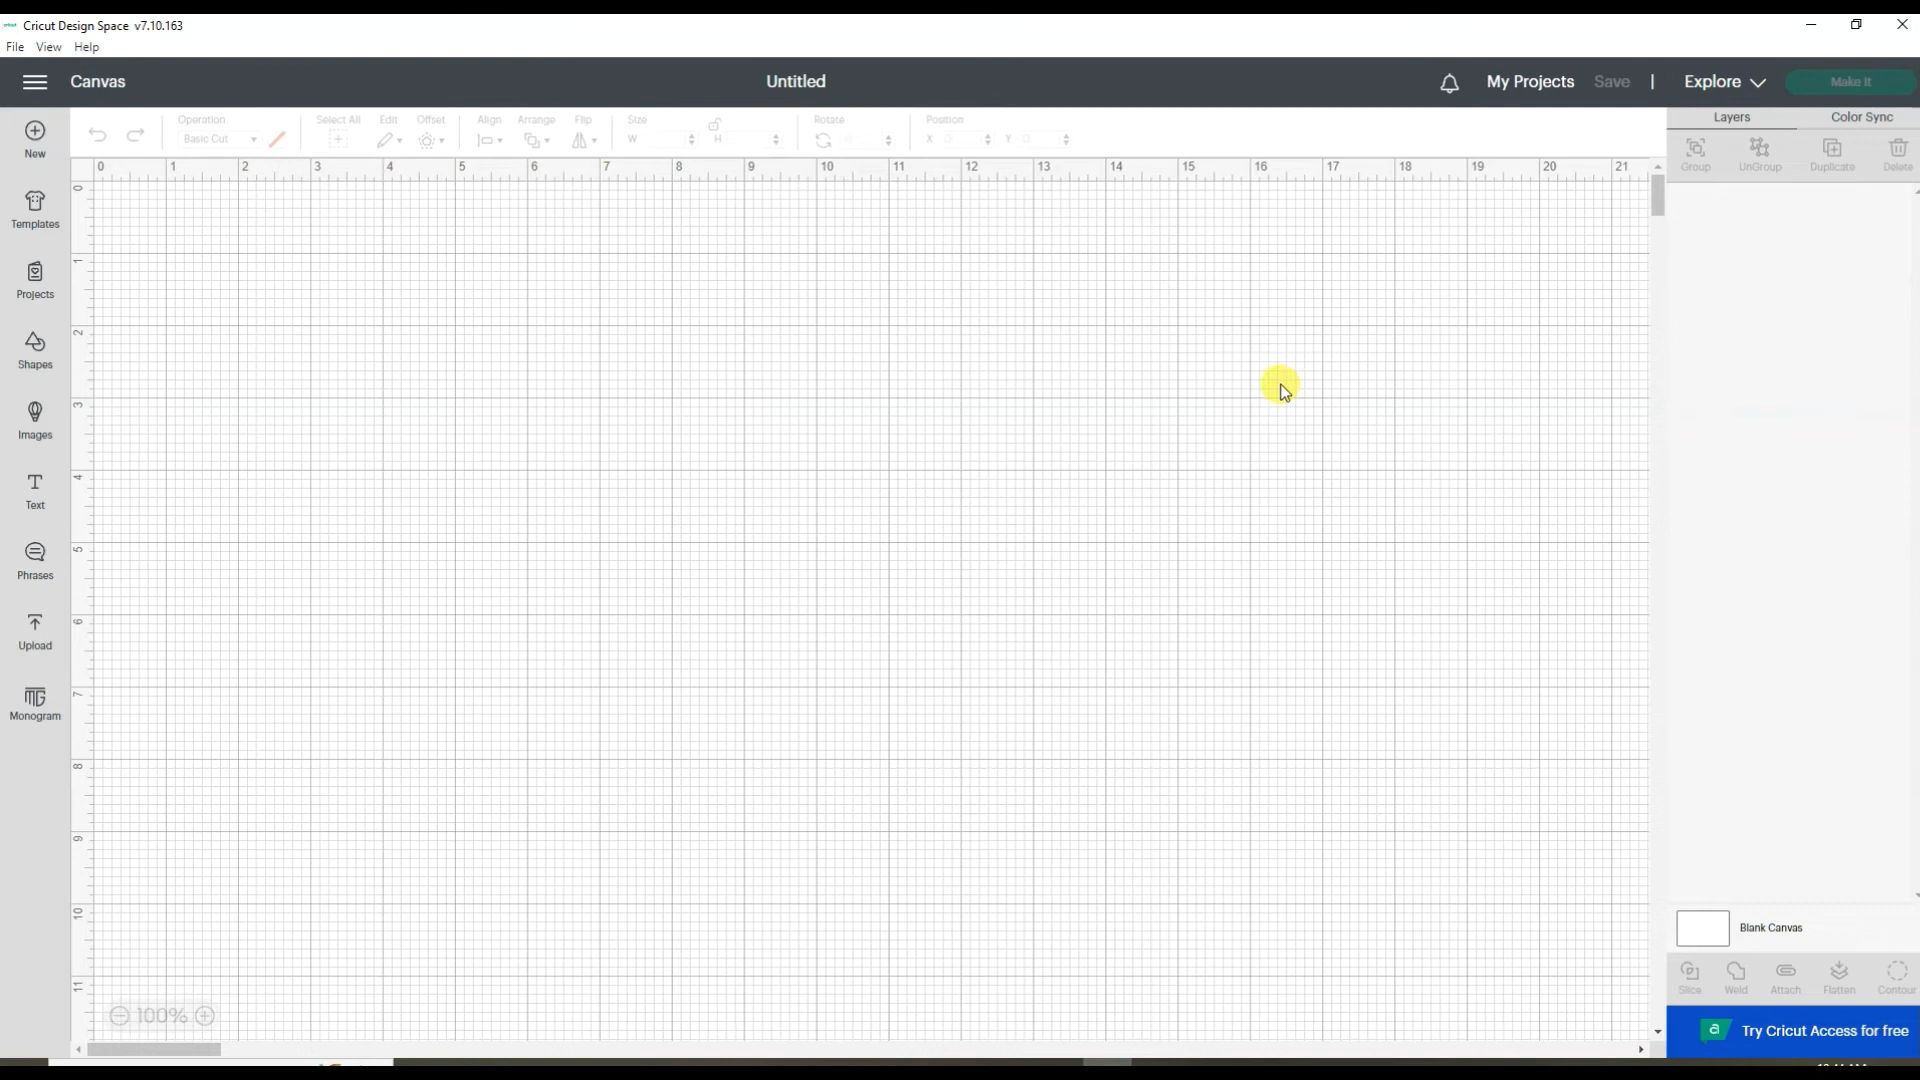 Cricut Design Space v7.10.163
File View Help
Canvas Untitled My Projects Save | Explore Make It
New
Templates
Projects
Shapes
Images
Text
Phrases
Upload
Monogram
Operation
Basic Cut
Select All Edit Offset Align Arrange Flip Size
W H
Rotate
Position
X 0 Y 0
0 1 2 3 4 5 6 7 8 9 10 11 12 13 14 15 16 17 18 19 20 21
0
1
2
3
4
5
6
7
8
9
10
11
100%
Layers Color Sync
Group UnGroup Duplicate Delete
Blank Canvas
Slice Weld Attach Flatten Contour
a Try Cricut Access for free